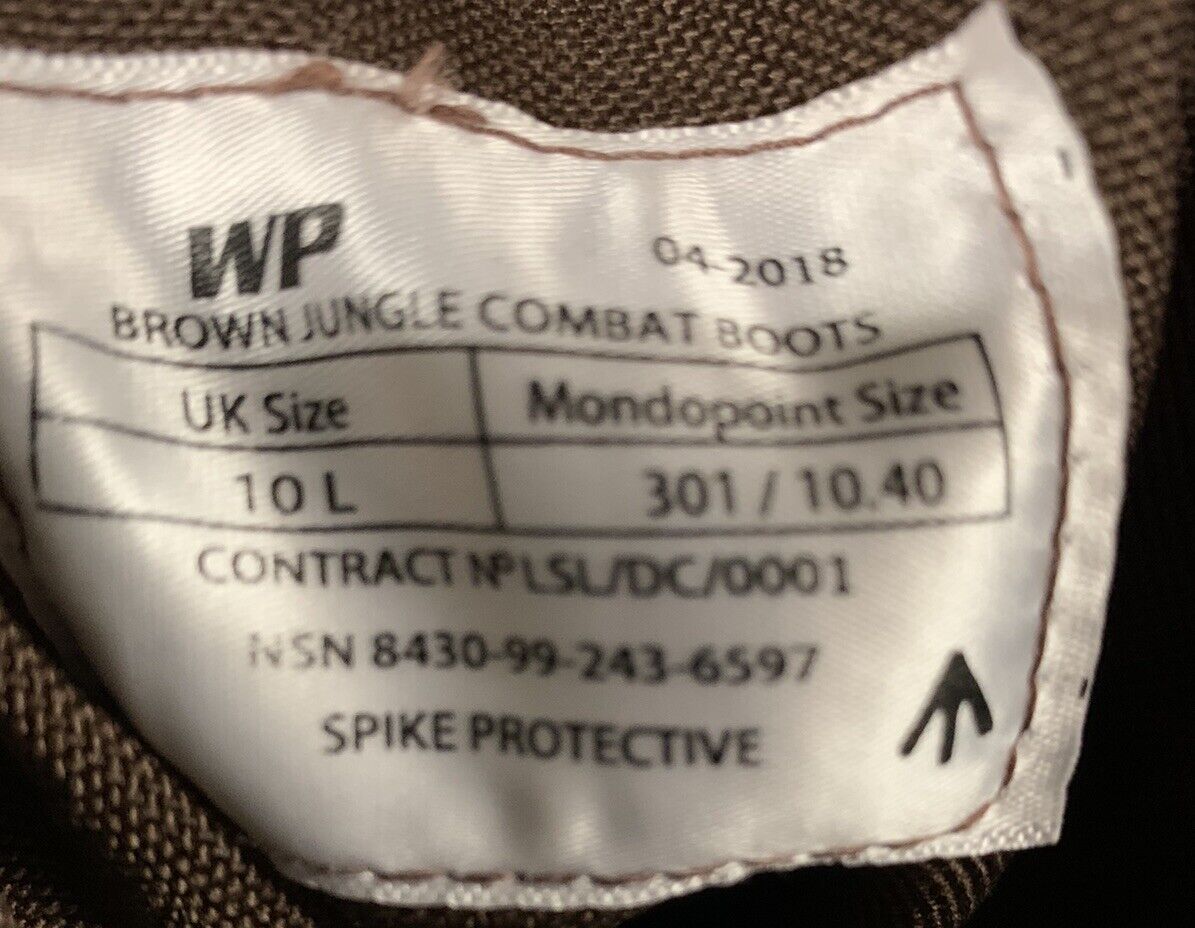 WP
04-2018
BROWN JUNGLE COMBAT BOOTS
UK Size Mondopoint Size
10 L 301 / 10.40
CONTRACT Nº LSL/DC/0001
NSN 8430-99-243-6597
SPIKE PROTECTIVE